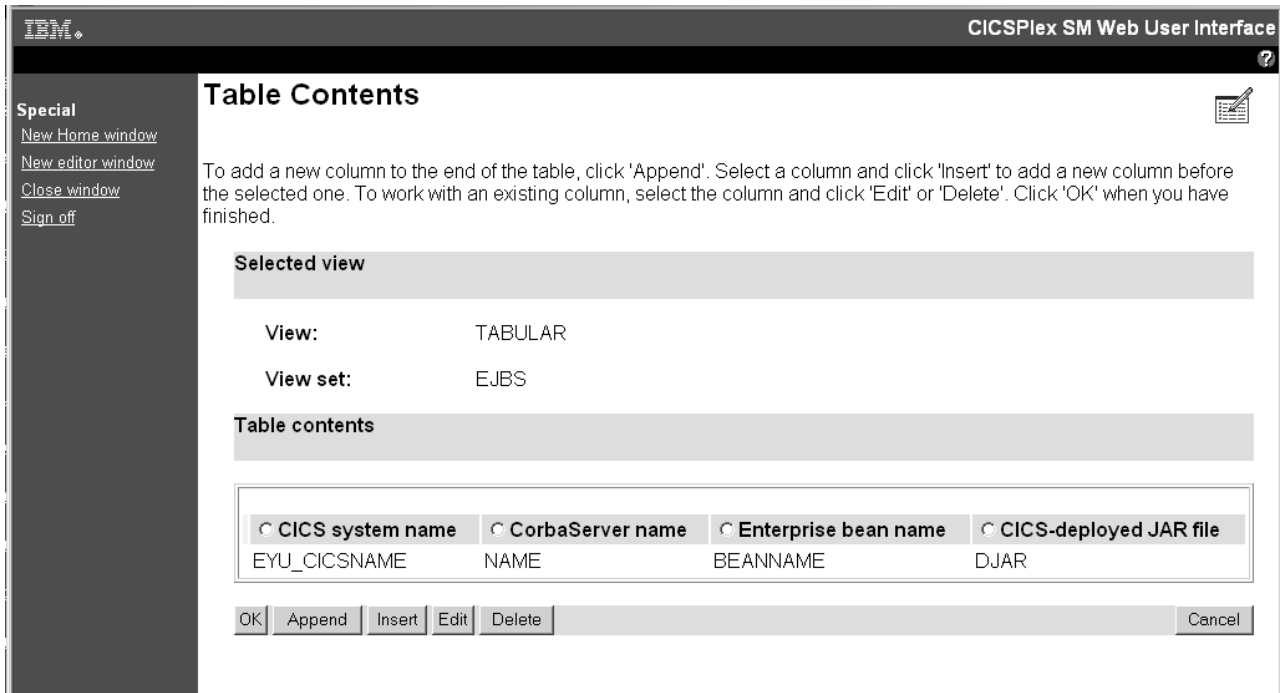 IBM.
CICSPlex SM Web User Interface
?
Special
New Home window
New editor window
Close window
Sign off
Table Contents
To add a new column to the end of the table, click 'Append'. Select a column and click 'Insert' to add a new column before
the selected one. To work with an existing column, select the column and click 'Edit' or 'Delete'. Click 'OK' when you have
finished.
Selected view
View: TABULAR
View set: EJBS
Table contents
CICS system name CorbaServer name Enterprise bean name CICS-deployed JAR file
EYU_CICSNAME NAME BEANNAME DJAR
OK Append Insert Edit Delete Cancel